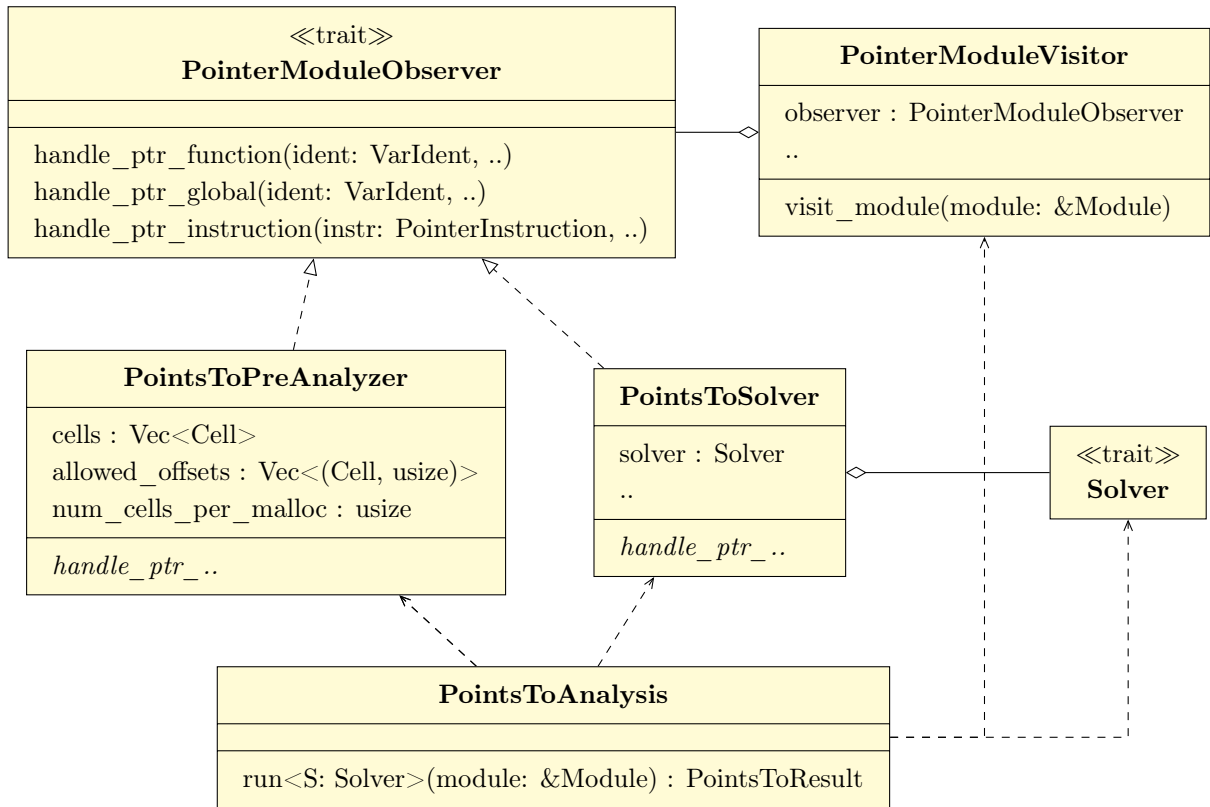 ≪trait≫
PointerModuleObserver
handle_ptr_function(ident: VarIdent, ..)
handle_ptr_global(ident: VarIdent, ..)
handle_ptr_instruction(instr: PointerInstruction, ..)
PointerModuleVisitor
observer : PointerModuleObserver
..
visit_module(module: &Module)
PointsToPreAnalyzer
cells : Vec<Cell>
allowed_offsets : Vec<(Cell, usize)>
num_cells_per_malloc : usize
handle_ptr_..
PointsToSolver
solver : Solver
..
handle_ptr_..
≪trait≫
Solver
PointsToAnalysis
run<S: Solver>(module: &Module) : PointsToResult